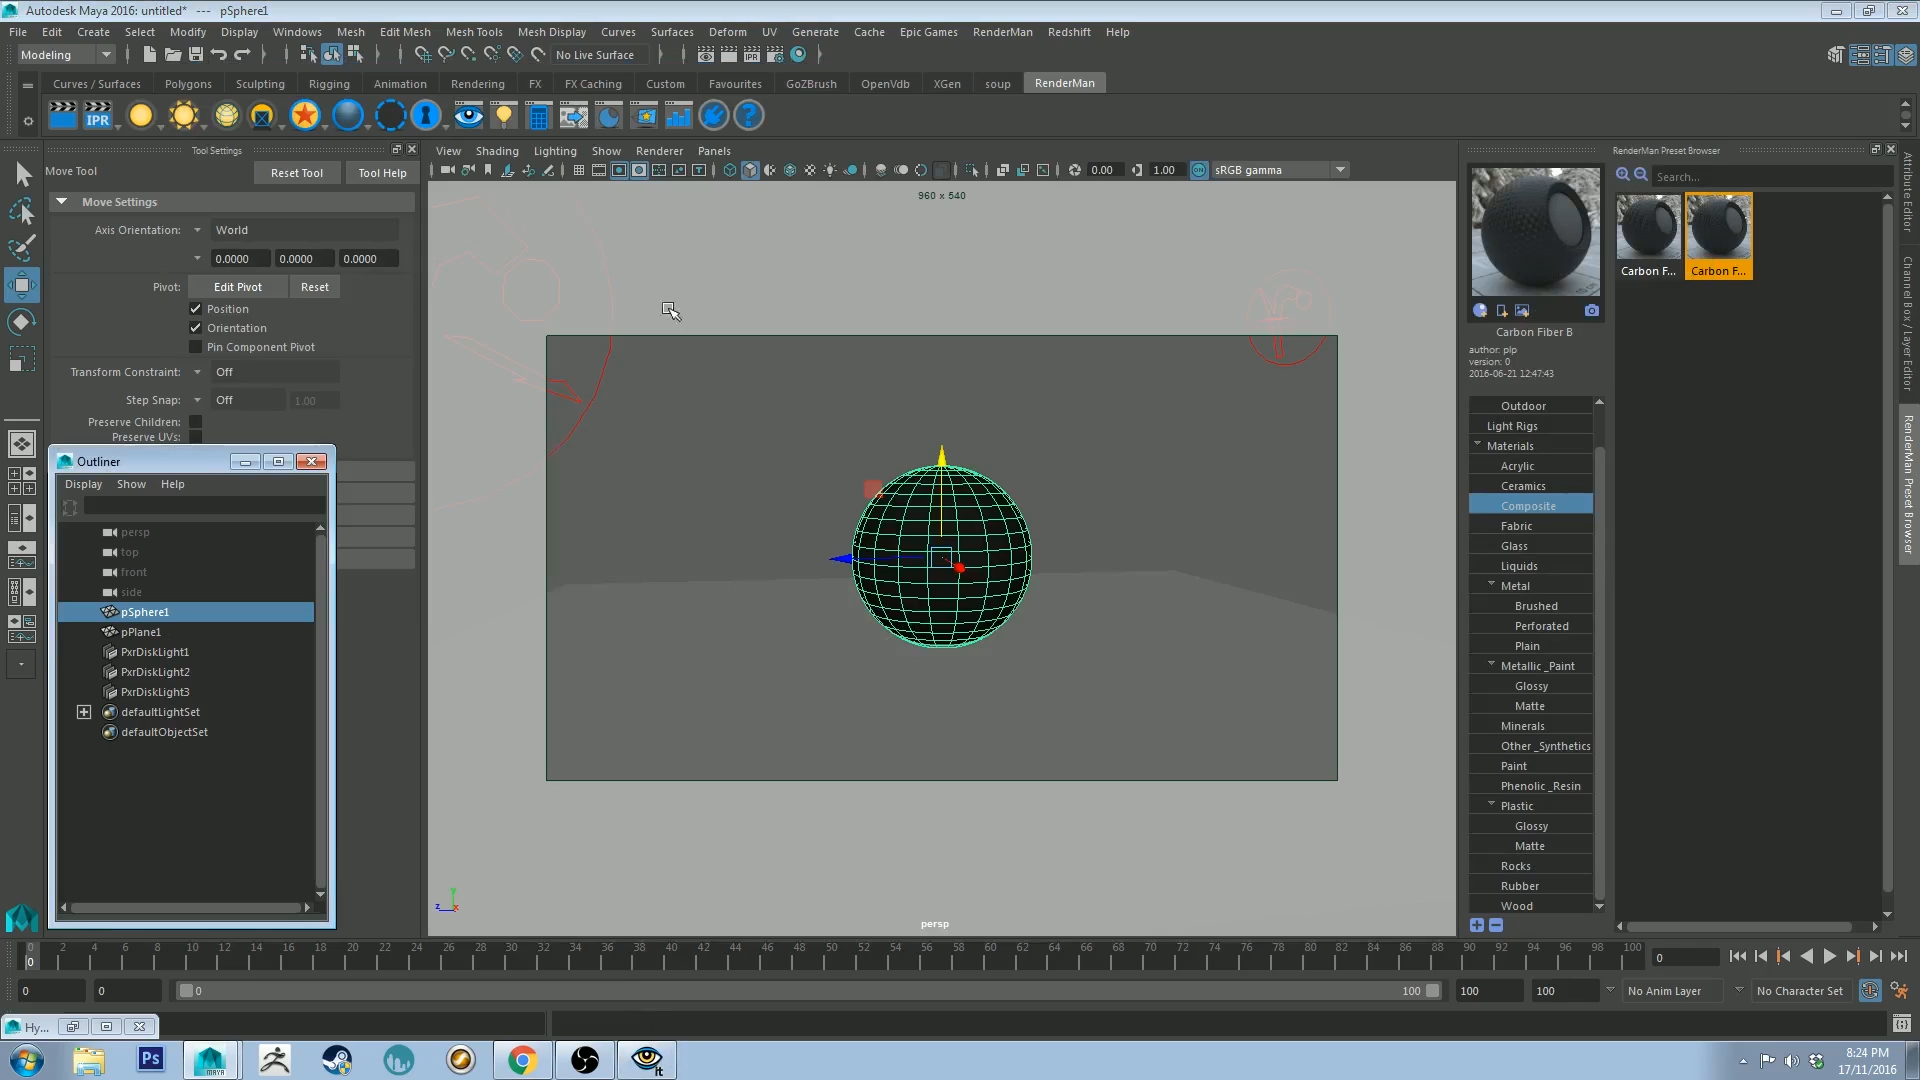 Autodesk Maya 2016: untitled*   ---   pSphere1
File Edit Create Select Modify Display Windows Mesh Edit Mesh Mesh Tools Mesh Display Curves Surfaces Deform UV Generate Cache Epic Games RenderMan Redshift Help
Modeling No Live Surface
Curves / Surfaces Polygons Sculpting Rigging Animation Rendering FX FX Caching Custom Favourites GoZBrush OpenVdb XGen soup RenderMan
IPR
Tool Settings
Move Tool Reset Tool Tool Help
Move Settings
Axis Orientation: World
0.0000 0.0000 0.0000
Pivot: Edit Pivot Reset
Position
Orientation
Pin Component Pivot
Transform Constraint: Off
Step Snap: Off 1.00
Preserve Children:
Preserve UVs:
Outliner
Display Show Help
persp
top
front
side
pSphere1
pPlane1
PxrDiskLight1
PxrDiskLight2
PxrDiskLight3
defaultLightSet
defaultObjectSet
View Shading Lighting Show Renderer Panels
0.00 1.00 ON sRGB gamma
960 x 540
y
z x
persp
RenderMan Preset Browser
Search...
Carbon F... Carbon F...
Carbon Fiber B
author: plp
version: 0
2016-06-21 12:47:43
Outdoor
Light Rigs
Materials
Acrylic
Ceramics
Composite
Fabric
Glass
Liquids
Metal
Brushed
Perforated
Plain
Metallic_Paint
Glossy
Matte
Minerals
Other_Synthetics
Paint
Phenolic_Resin
Plastic
Glossy
Matte
Rocks
Rubber
Wood
Attribute Editor
Channel Box / Layer Editor
RenderMan Preset Browser
0 2 4 6 8 10 12 14 16 18 20 22 24 26 28 30 32 34 36 38 40 42 44 46 48 50 52 54 56 58 60 62 64 66 68 70 72 74 76 78 80 82 84 86 88 90 92 94 96 98 100
0 0
0 0 0 100 100 100 No Anim Layer No Character Set
Hy...
Ps MAYA it
8:24 PM
17/11/2016